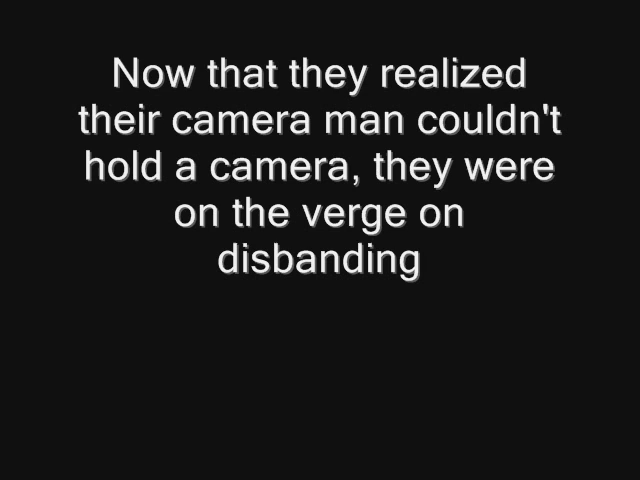 Now that they realized
their camera man couldn't
hold a camera, they were
on the verge on
disbanding